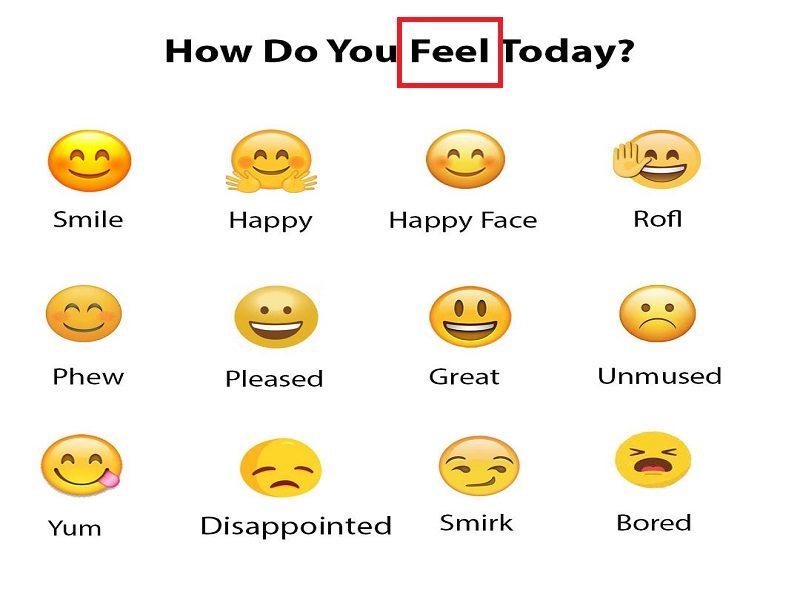 How Do You Feel Today?
Smile Happy Happy Face Rofl
Phew Pleased Great Unmused
Yum Disappointed Smirk Bored